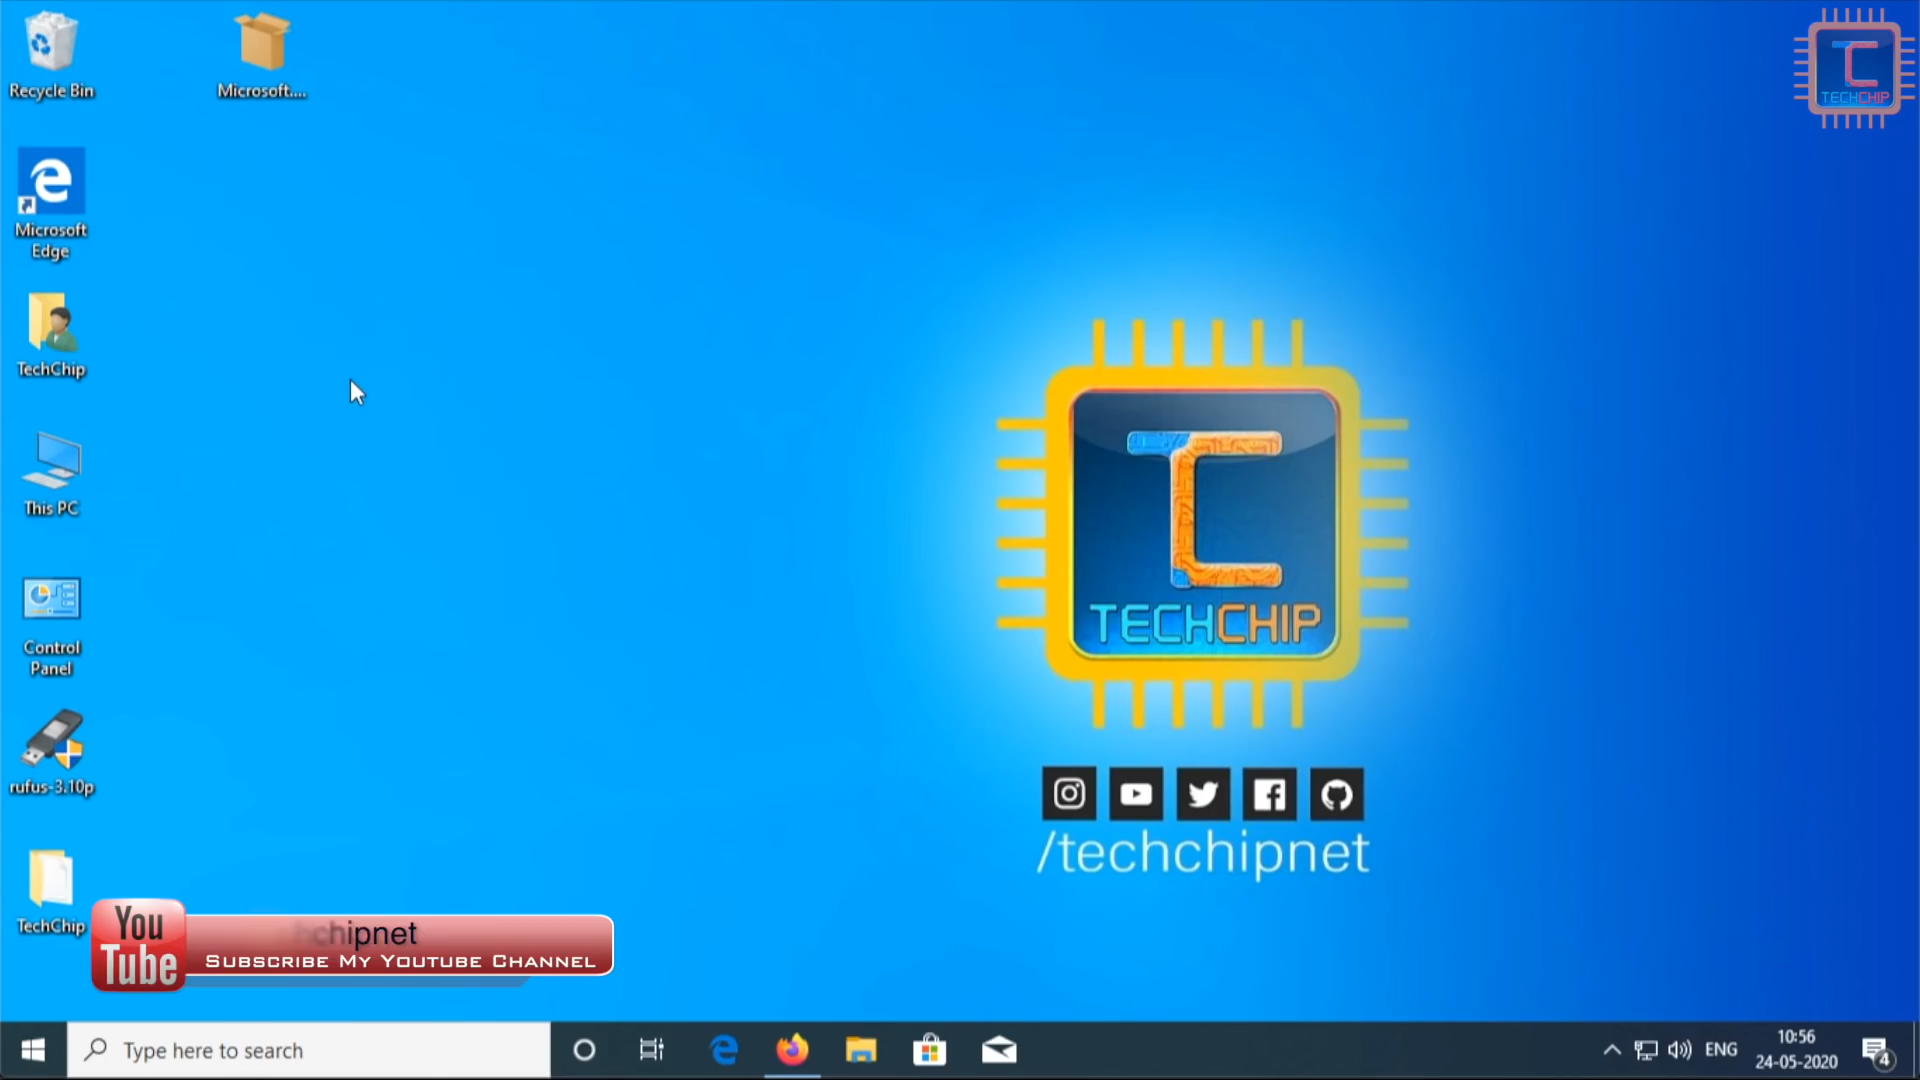 Recycle Bin
Microsoft....
TECHCHIP
Microsoft
Edge
TechChip
This PC
Control
Panel
rufus-3.10p
TechChip
TECHCHIP
/techchipnet
You
Tube
chipnet
SUBSCRIBE MY YOUTUBE CHANNEL
Type here to search
ENG
10:56
24-05-2020
4